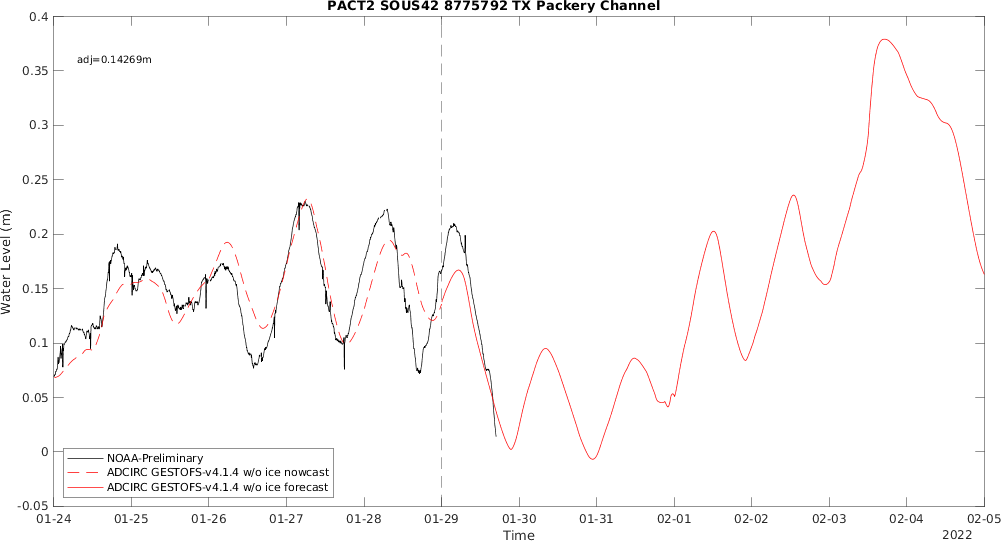 PACT2 SOUS42 8775792 TX Packery Channel
adj=0.14269m
0.4
0.35
0.3
0.25
0.2
0.15
0.1
0.05
0
-0.05
Water Level (m)
NOAA-Preliminary
ADCIRC GESTOFS-v4.1.4 w/o ice nowcast
ADCIRC GESTOFS-v4.1.4 w/o ice forecast
01-24 01-25 01-26 01-27 01-28 01-29 01-30 01-31 02-01 02-02 02-03 02-04 02-05
Time
2022